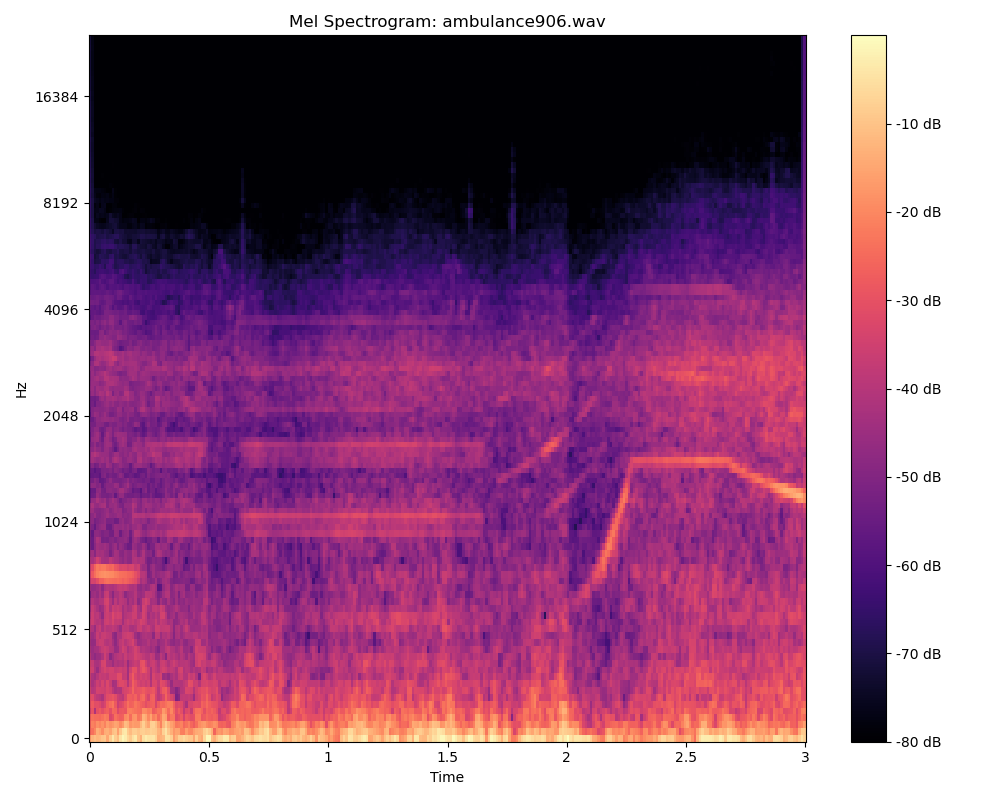 Mel Spectrogram: ambulance906.wav
16384
8192
4096
2048
1024
512
0
Hz
0
0.5
1
1.5
2
2.5
3
Time
-10 dB
-20 dB
-30 dB
-40 dB
-50 dB
-60 dB
-70 dB
-80 dB